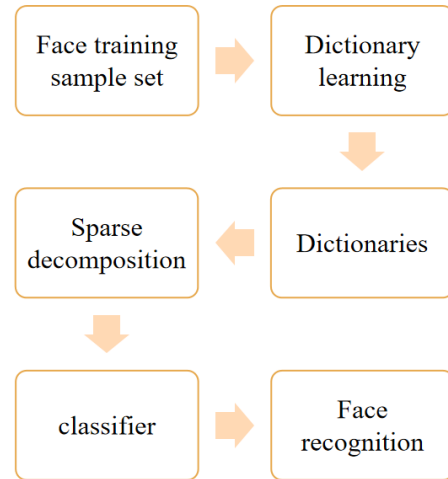 Face training
sample set
Dictionary
learning
Dictionaries
Sparse
decomposition
classifier
Face
recognition